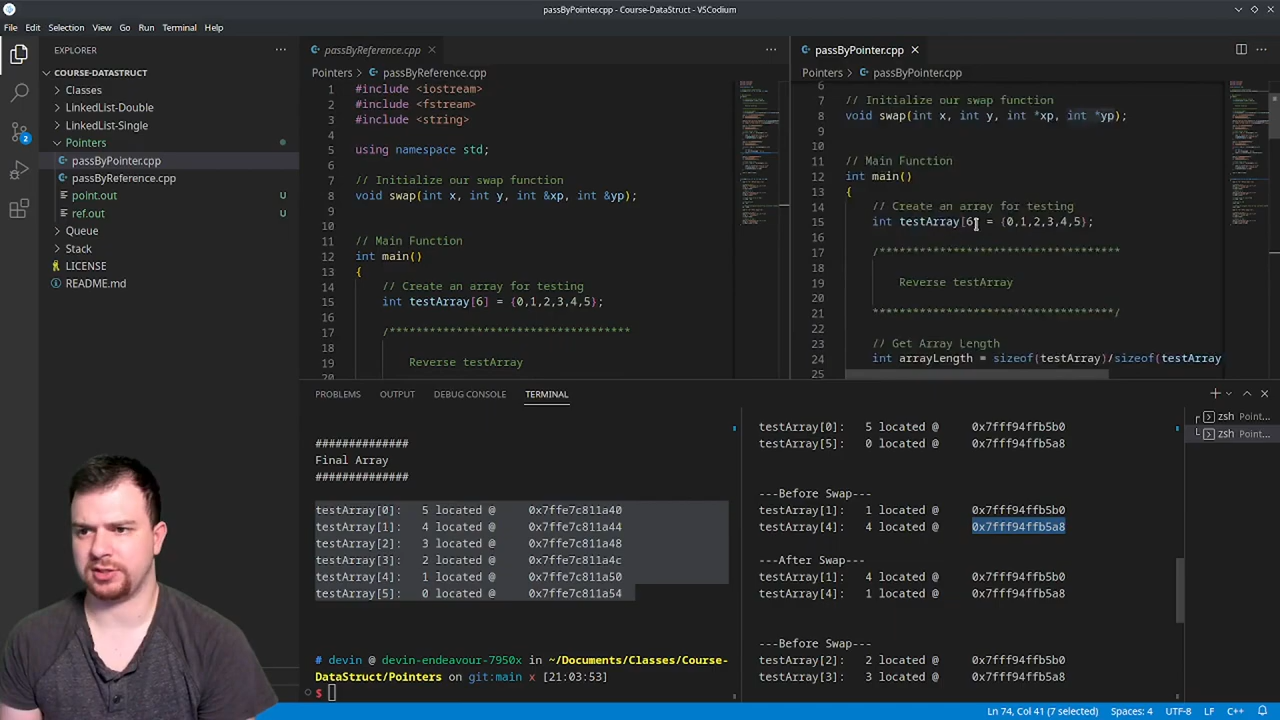 passByPointer.cpp - Course-DataStruct - VSCodium
File Edit Selection View Go Run Terminal Help
EXPLORER
COURSE-DATASTRUCT
Classes
LinkedList-Double
LinkedList-Single
Pointers
passByPointer.cpp
passByReference.cpp
point.out U
ref.out U
Queue
Stack
LICENSE
README.md
2
passByReference.cpp
Pointers > passByReference.cpp
1 #include <iostream>
2 #include <fstream>
3 #include <string>
4
5 using namespace std;
6
7 // Initialize our swap function
8 void swap(int x, int y, int &xp, int &yp);
9
10
11 // Main Function
12 int main()
13 {
14 // Create an array for testing
15 int testArray[6] = {0,1,2,3,4,5};
16
17 /***********************************
18
19 Reverse testArray
20
passByPointer.cpp
Pointers > passByPointer.cpp
6
7 // Initialize our swap function
8 void swap(int x, int y, int *xp, int *yp);
9
10
11 // Main Function
12 int main()
13 {
14 // Create an array for testing
15 int testArray[6] = {0,1,2,3,4,5};
16
17 /***********************************
18
19 Reverse testArray
20
21 ***********************************/
22
23 // Get Array Length
24 int arrayLength = sizeof(testArray)/sizeof(testArray
25
PROBLEMS OUTPUT DEBUG CONSOLE TERMINAL
##############
Final Array
##############
testArray[0]: 5 located @ 0x7ffe7c811a40
testArray[1]: 4 located @ 0x7ffe7c811a44
testArray[2]: 3 located @ 0x7ffe7c811a48
testArray[3]: 2 located @ 0x7ffe7c811a4c
testArray[4]: 1 located @ 0x7ffe7c811a50
testArray[5]: 0 located @ 0x7ffe7c811a54
# devin @ devin-endeavour-7950x in ~/Documents/Classes/Course-
DataStruct/Pointers on git:main x [21:03:53]
$
testArray[0]: 5 located @ 0x7fff94ffb5b0
testArray[5]: 0 located @ 0x7fff94ffb5a8
---Before Swap---
testArray[1]: 1 located @ 0x7fff94ffb5b0
testArray[4]: 4 located @ 0x7fff94ffb5a8
---After Swap---
testArray[1]: 4 located @ 0x7fff94ffb5b0
testArray[4]: 1 located @ 0x7fff94ffb5a8
---Before Swap---
testArray[2]: 2 located @ 0x7fff94ffb5b0
testArray[3]: 3 located @ 0x7fff94ffb5a8
zsh Point...
zsh Point...
Ln 74, Col 41 (7 selected) Spaces: 4 UTF-8 LF C++